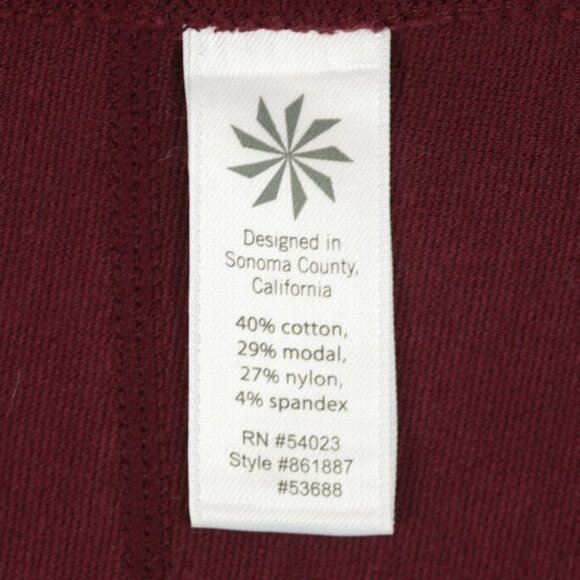 Designed in
Sonoma County,
California
40% cotton,
29% modal,
27% nylon,
4% spandex
RN #54023
Style #861887
#53688